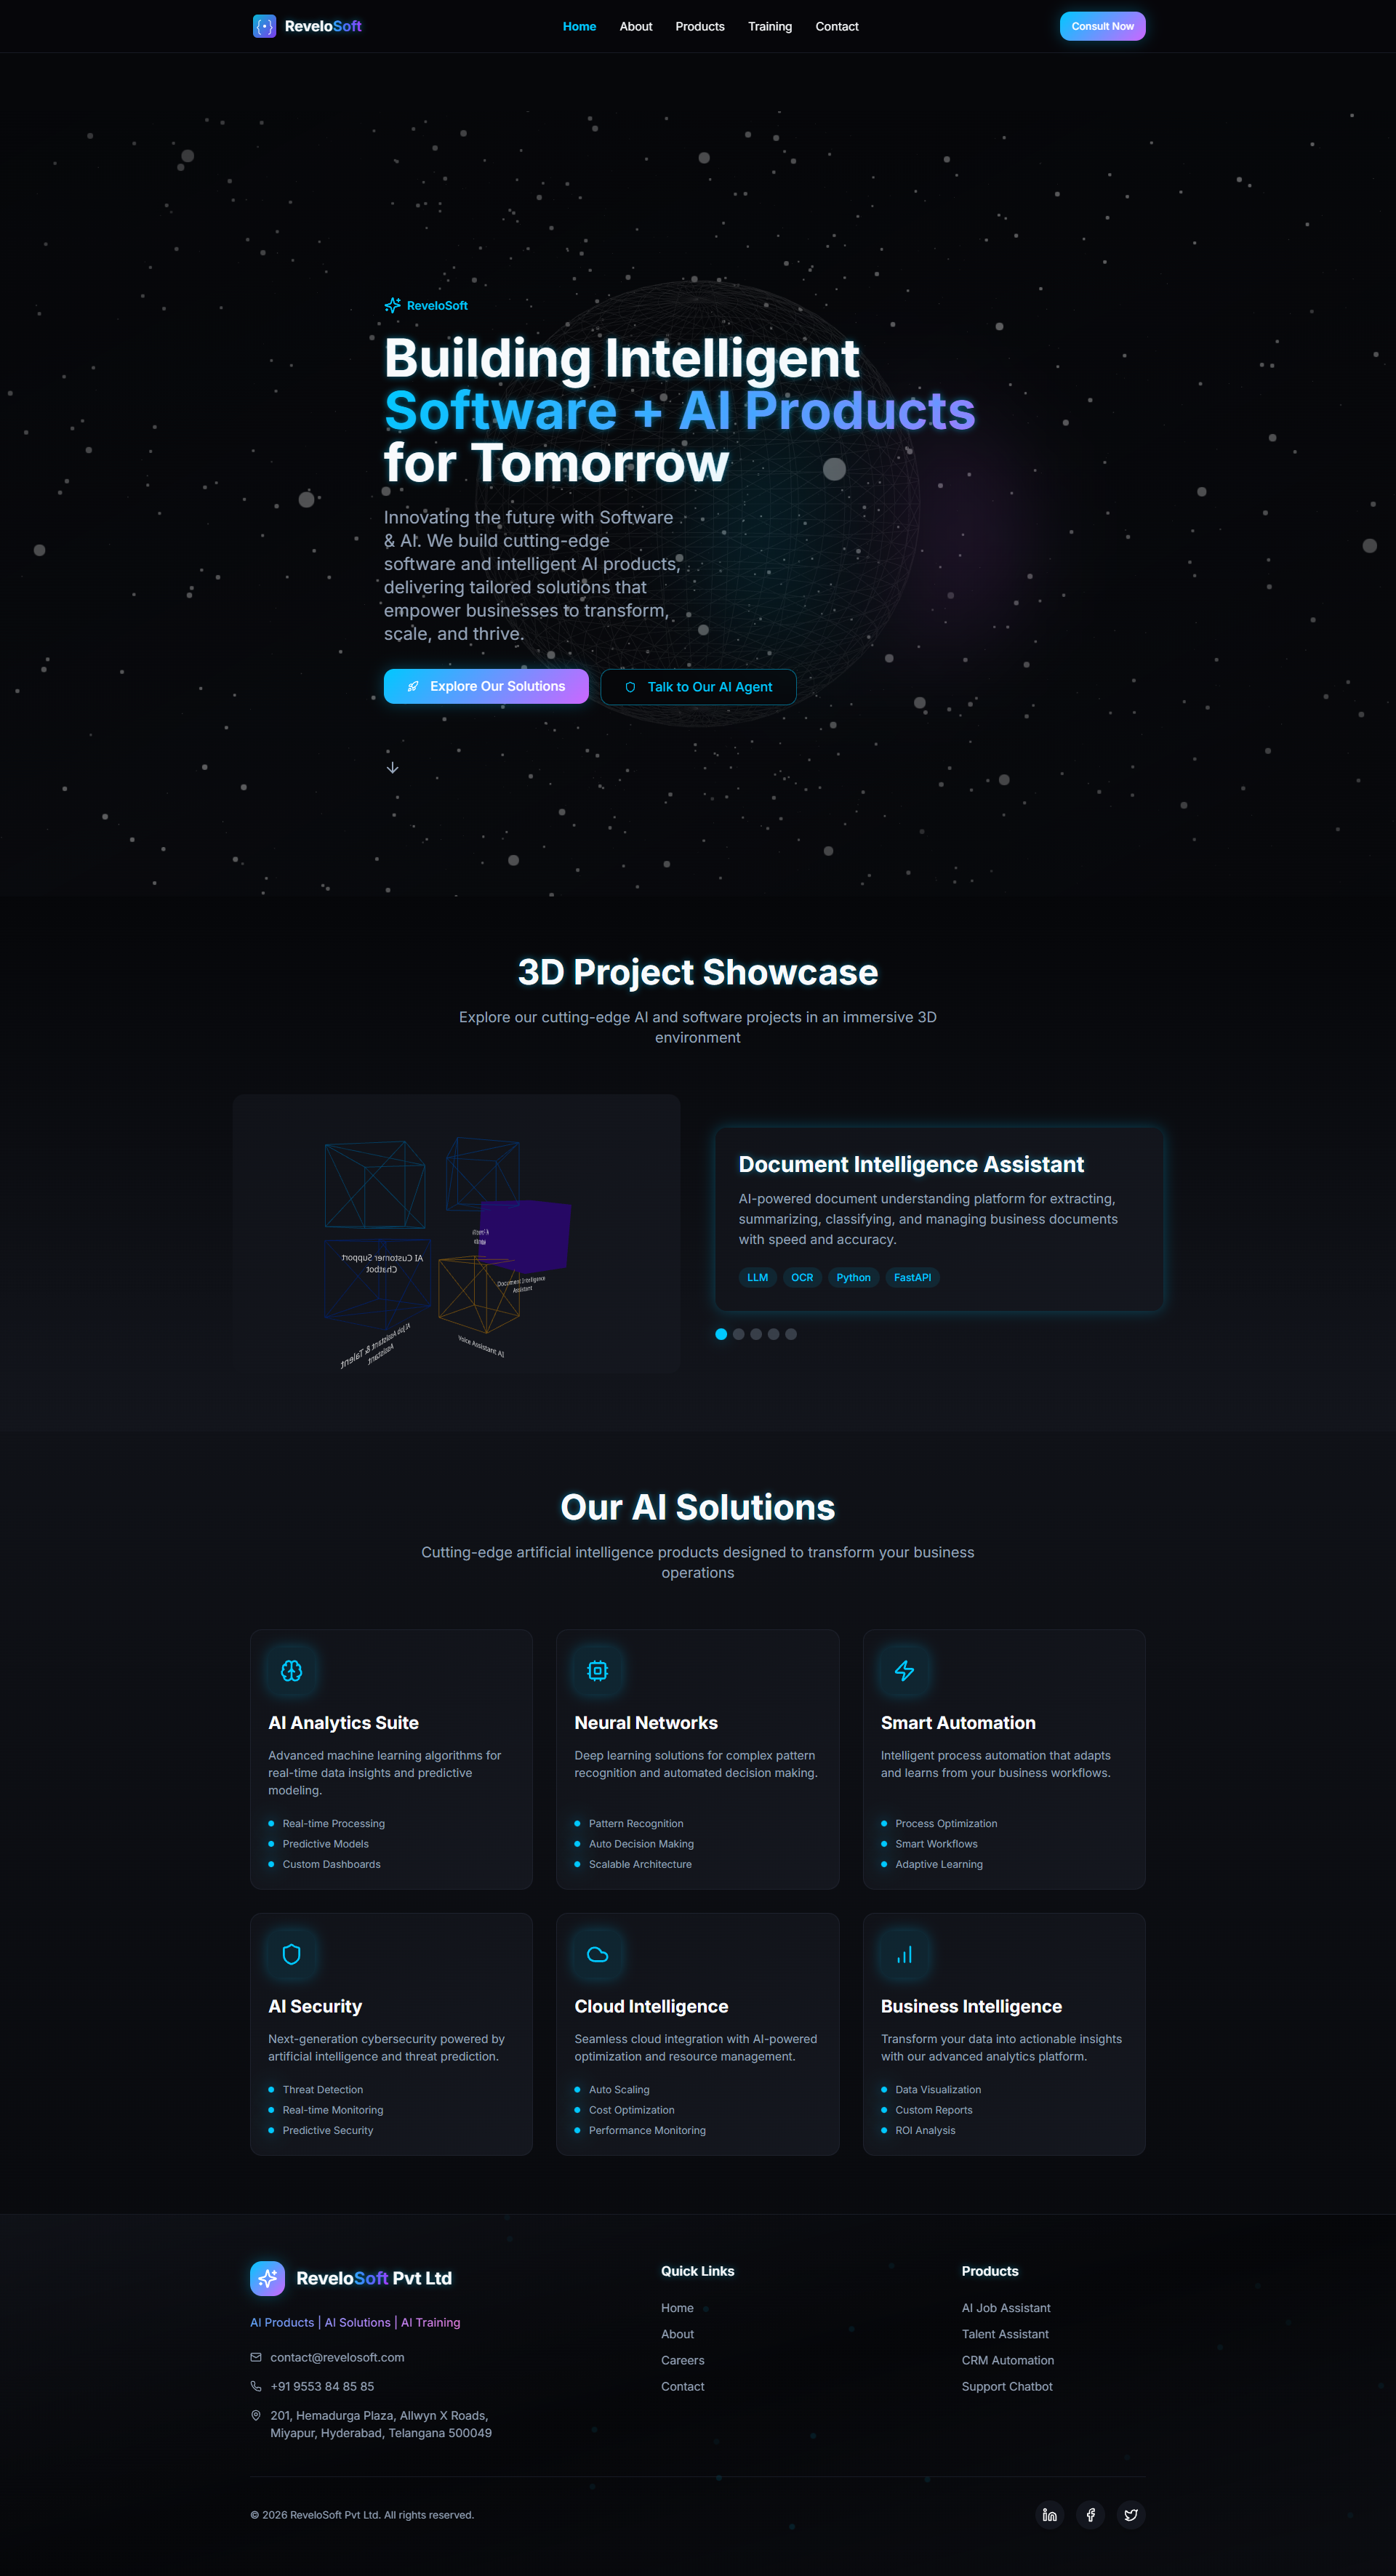 ReveloSoft
Home
About
Products
Training
Contact
Consult Now
ReveloSoft
Building Intelligent
Software + AI Products
for Tomorrow
Innovating the future with Software
& AI. We build cutting-edge
software and intelligent AI products,
delivering tailored solutions that
empower businesses to transform,
scale, and thrive.
Explore Our Solutions
Talk to Our AI Agent
3D Project Showcase
Explore our cutting-edge AI and software projects in an immersive 3D
environment
AI Customer Support
Chatbot
Document Intelligence
Assistant
AI Job Assistant & Talent
Assistant
Voice Assistant AI
Document Intelligence Assistant
AI-powered document understanding platform for extracting,
summarizing, classifying, and managing business documents
with speed and accuracy.
LLM
OCR
Python
FastAPI
Our AI Solutions
Cutting-edge artificial intelligence products designed to transform your business
operations
AI Analytics Suite
Advanced machine learning algorithms for
real-time data insights and predictive
modeling.
Real-time Processing
Predictive Models
Custom Dashboards
Neural Networks
Deep learning solutions for complex pattern
recognition and automated decision making.
Pattern Recognition
Auto Decision Making
Scalable Architecture
Smart Automation
Intelligent process automation that adapts
and learns from your business workflows.
Process Optimization
Smart Workflows
Adaptive Learning
AI Security
Next-generation cybersecurity powered by
artificial intelligence and threat prediction.
Threat Detection
Real-time Monitoring
Predictive Security
Cloud Intelligence
Seamless cloud integration with AI-powered
optimization and resource management.
Auto Scaling
Cost Optimization
Performance Monitoring
Business Intelligence
Transform your data into actionable insights
with our advanced analytics platform.
Data Visualization
Custom Reports
ROI Analysis
ReveloSoft Pvt Ltd
AI Products | AI Solutions | AI Training
contact@revelosoft.com
+91 9553 84 85 85
201, Hemadurga Plaza, Allwyn X Roads,
Miyapur, Hyderabad, Telangana 500049
Quick Links
Home
About
Careers
Contact
Products
AI Job Assistant
Talent Assistant
CRM Automation
Support Chatbot
© 2026 ReveloSoft Pvt Ltd. All rights reserved.